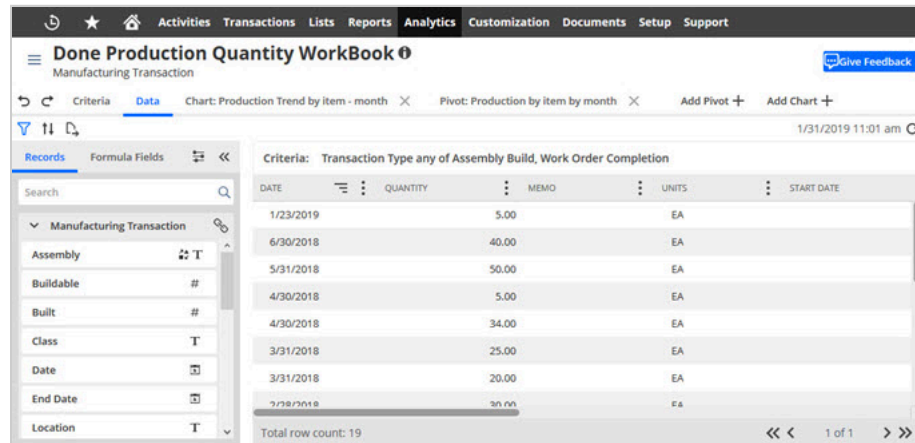 Activities Transactions Lists Reports Analytics Customization Documents Setup Support
Done Production Quantity WorkBook
Manufacturing Transaction
Give Feedback
Criteria Data Chart: Production Trend by item - month Pivot: Production by item by month Add Pivot Add Chart
1/31/2019 11:01 am
Records Formula Fields
Criteria: Transaction Type any of Assembly Build, Work Order Completion
Search
DATE QUANTITY MEMO UNITS START DATE
Manufacturing Transaction
Assembly T
Buildable #
Built #
Class T
Date
End Date
Location T
1/23/2019 5.00 EA
6/30/2018 40.00 EA
5/31/2018 50.00 EA
4/30/2018 5.00 EA
4/30/2018 34.00 EA
3/31/2018 25.00 EA
3/31/2018 20.00 EA
2/28/2018 30.00 EA
Total row count: 19
1 of 1